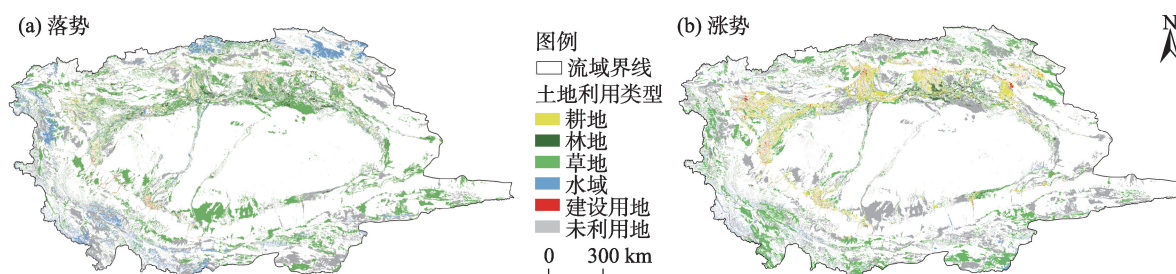 (a) 落势
图例
流域界线
土地利用类型
耕地
林地
草地
水域
建设用地
未利用地
0 300 km
(b) 涨势
N